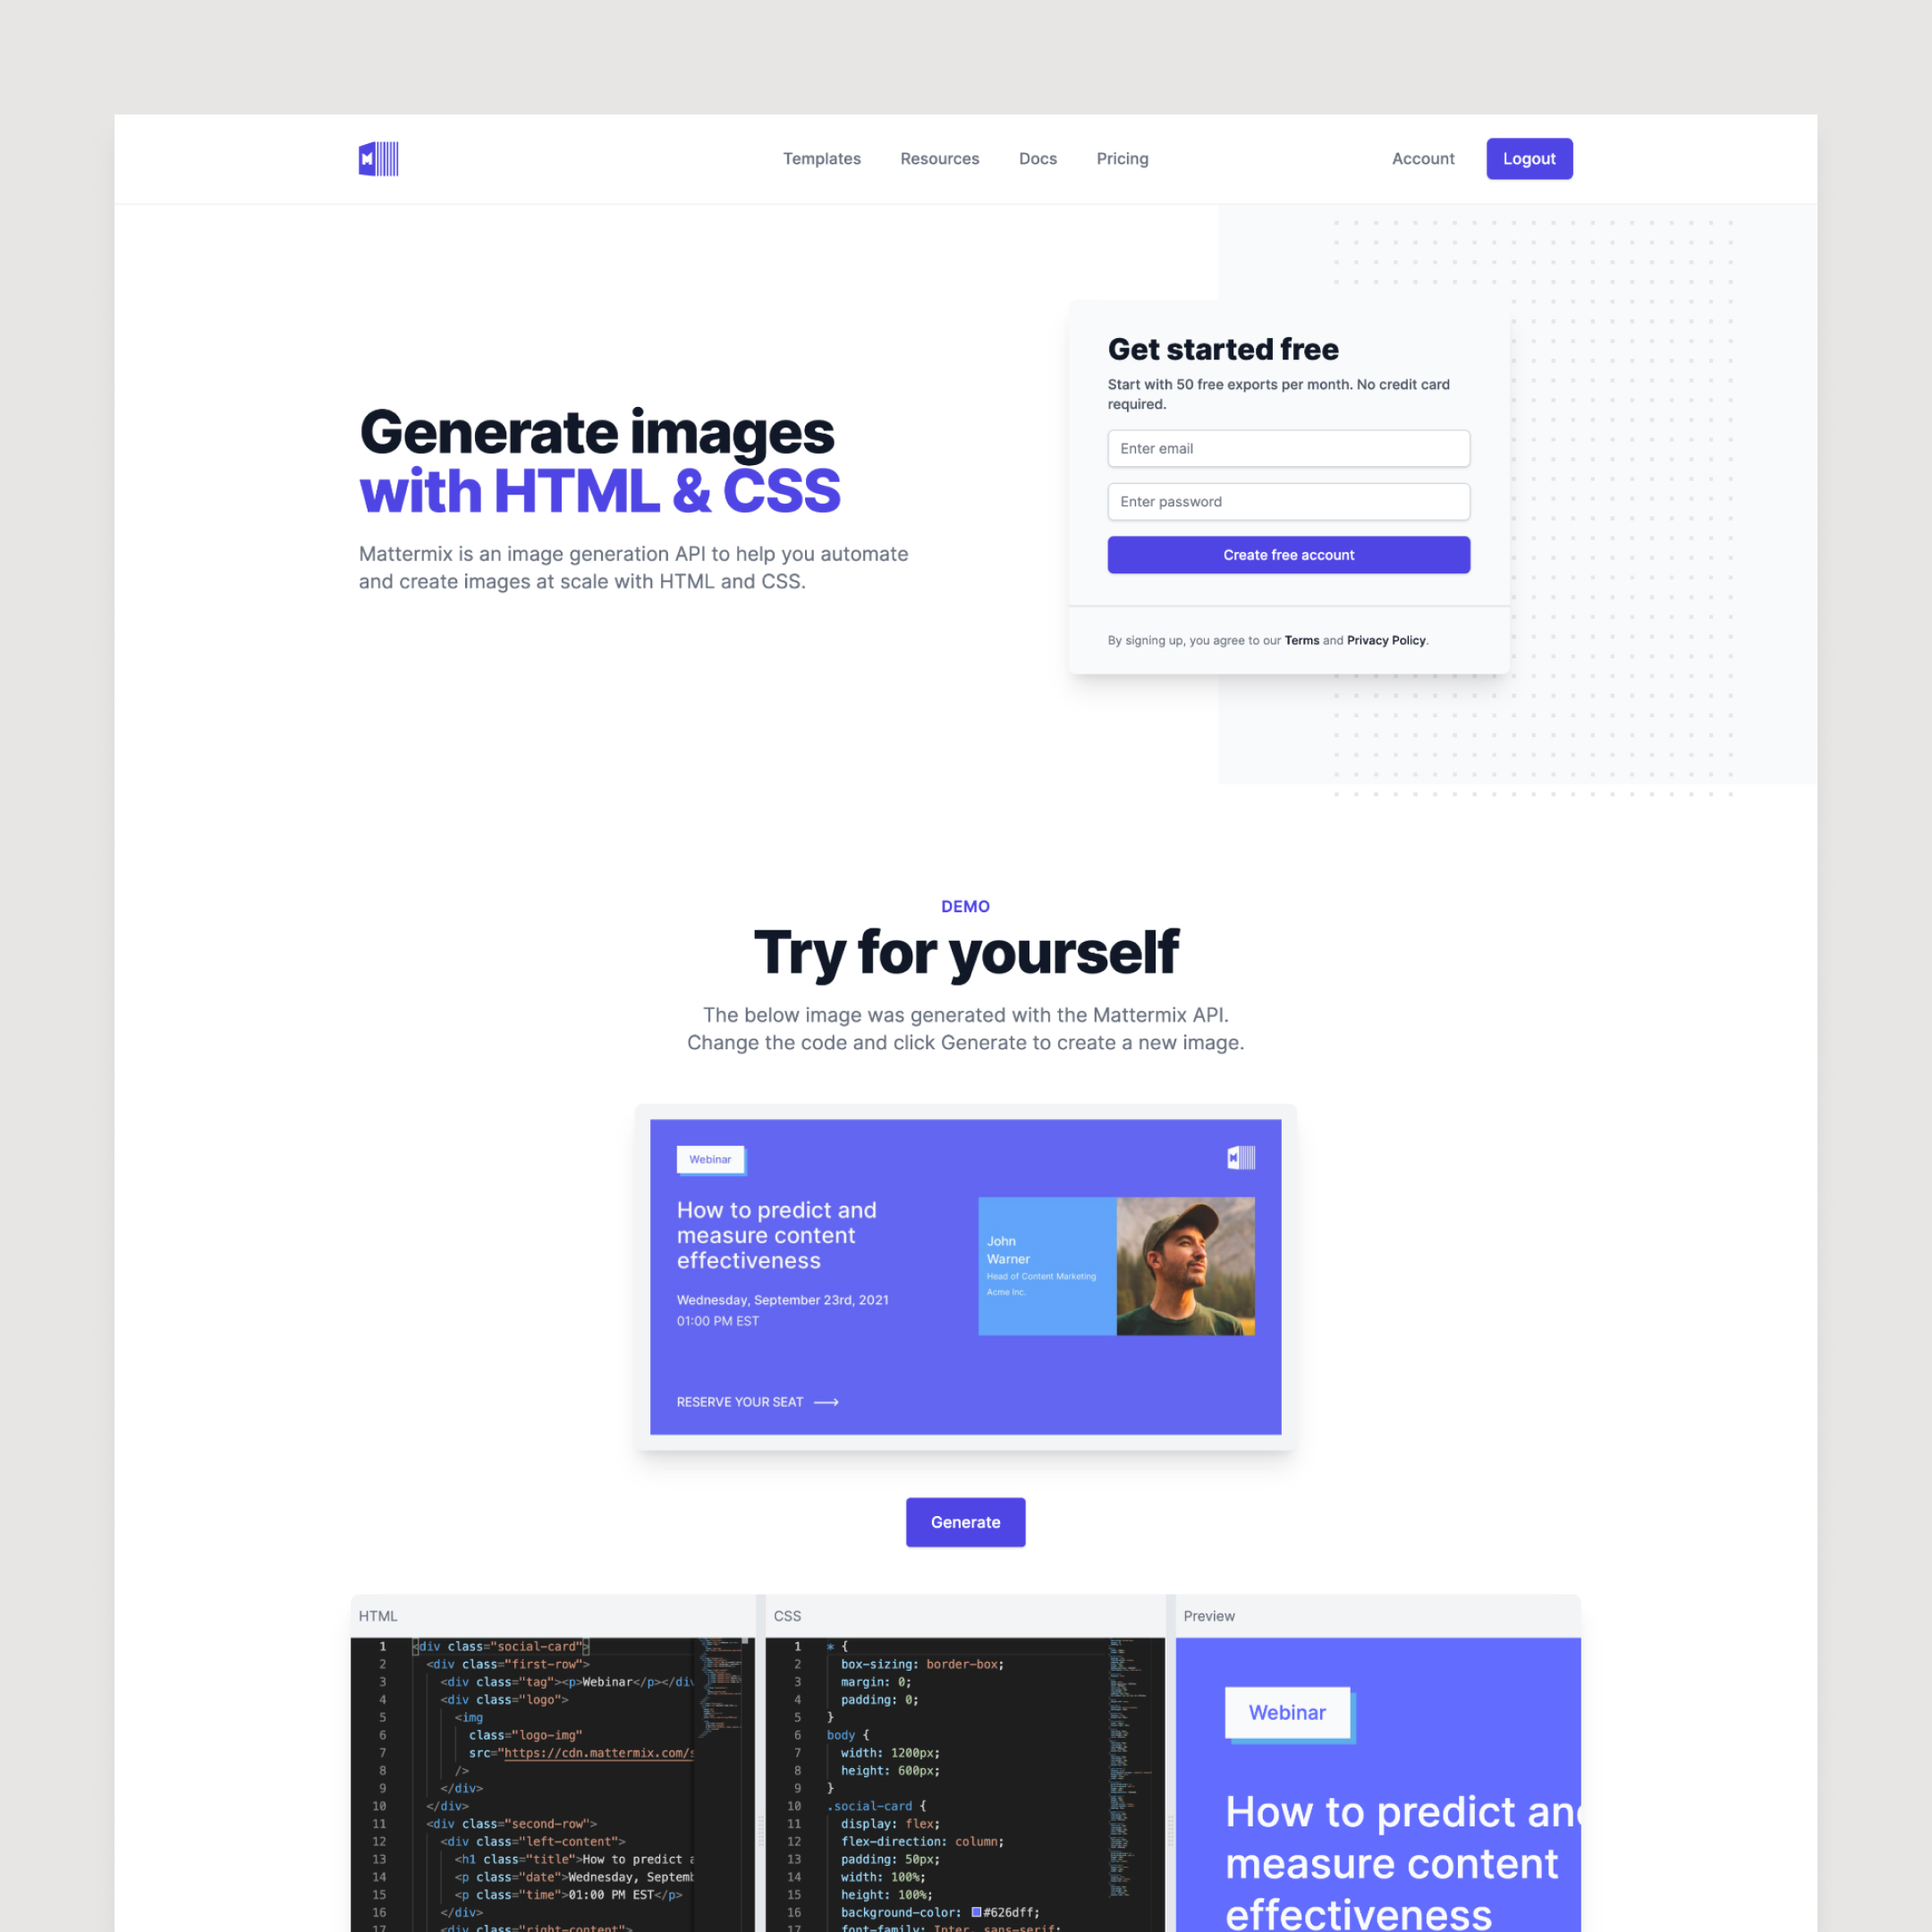 Templates Resources Docs Pricing Account Logout
Generate images
with HTML & CSS
Mattermix is an image generation API to help you automate
and create images at scale with HTML and CSS.
Get started free
Start with 50 free exports per month. No credit card
required.
Enter email
Enter password
Create free account
By signing up, you agree to our Terms and Privacy Policy.
DEMO
Try for yourself
The below image was generated with the Mattermix API.
Change the code and click Generate to create a new image.
Webinar
How to predict and
measure content
effectiveness
Wednesday, September 23rd, 2021
01:00 PM EST
RESERVE YOUR SEAT
John
Warner
Head of Content Marketing
Acme Inc.
Generate
HTML
1 <div class="social-card">
2 <div class="first-row">
3 <div class="tag"><p>Webinar</p></div
4 <div class="logo">
5 <img
6 class="logo-img"
7 src="https://cdn.mattermix.com/s
8 />
9 </div>
10 </div>
11 <div class="second-row">
12 <div class="left-content">
13 <h1 class="title">How to predict a
14 <p class="date">Wednesday, Septemb
15 <p class="time">01:00 PM EST</p>
16 </div>
17 <div class="right-content">
CSS
1 * {
2 box-sizing: border-box;
3 margin: 0;
4 padding: 0;
5 }
6 body {
7 width: 1200px;
8 height: 600px;
9 }
10 .social-card {
11 display: flex;
12 flex-direction: column;
13 padding: 50px;
14 width: 100%;
15 height: 100%;
16 background-color: #626dff;
17 font-family: Inter, sans-serif;
Preview
Webinar
How to predict and
measure content
effectiveness